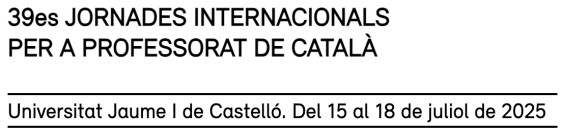 39es JORNADES INTERNACIONALS
PER A PROFESSORAT DE CATALÀ
Universitat Jaume I de Castelló. Del 15 al 18 de juliol de 2025